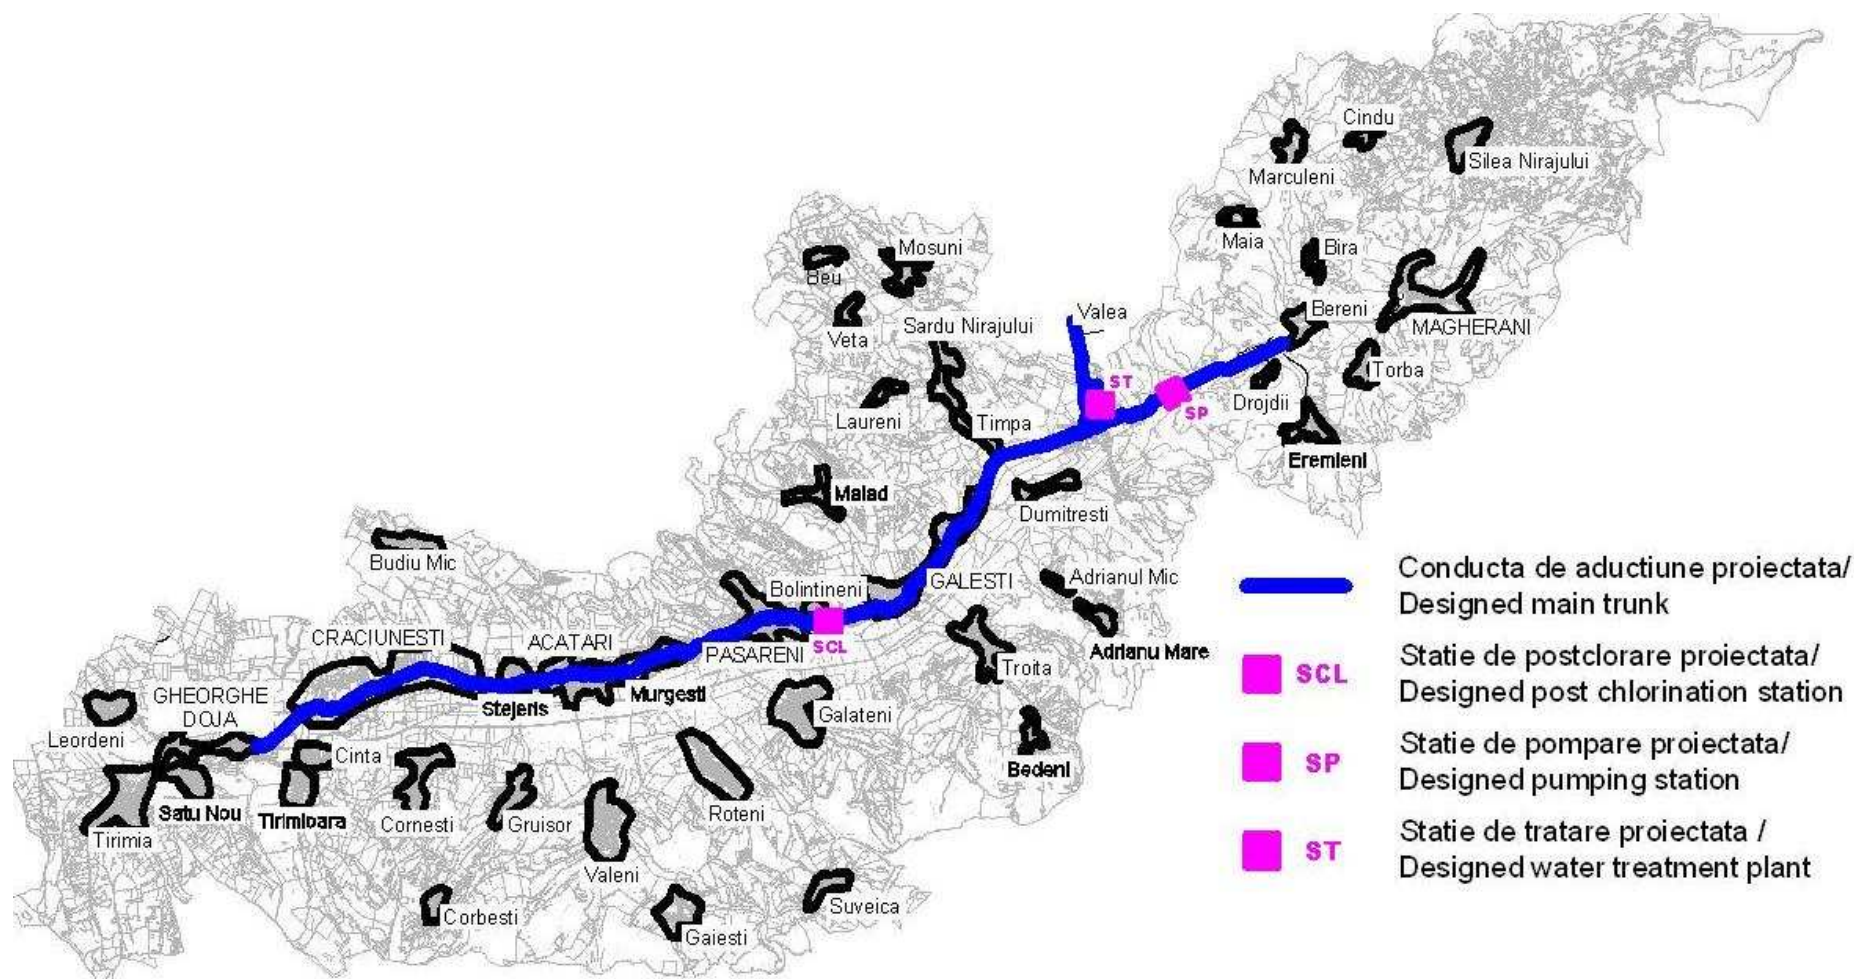 Cindu
Silea Nirajului
Marculeni
Maia
Bira
Mosuni
Beu
Bereni
Valea
Sardu Nirajului
MAGHERANI
Veta
Torba
ST
SP
Drojdii
Laureni
Timpa
Eremieni
Maiad
Dumitresti
Budiu Mic
Bolintineni
GALESTI
Adrianul Mic
CRACIUNESTI
ACATARI
PASARENI
SCL
Adrianu Mare
Troita
GHEORGHE
DOJA
Stejeris
Murgesti
Galateni
Leordeni
Cinta
Bedeni
Satu Nou
Tirimioara
Cornesti
Gruisor
Roteni
Tirimia
Valeni
Corbesti
Suveica
Gaiesti
Conducta de aductiune proiectata/
Designed main trunk
SCL
Statie de postclorare proiectata/
Designed post chlorination station
SP
Statie de pompare proiectata/
Designed pumping station
ST
Statie de tratare proiectata /
Designed water treatment plant